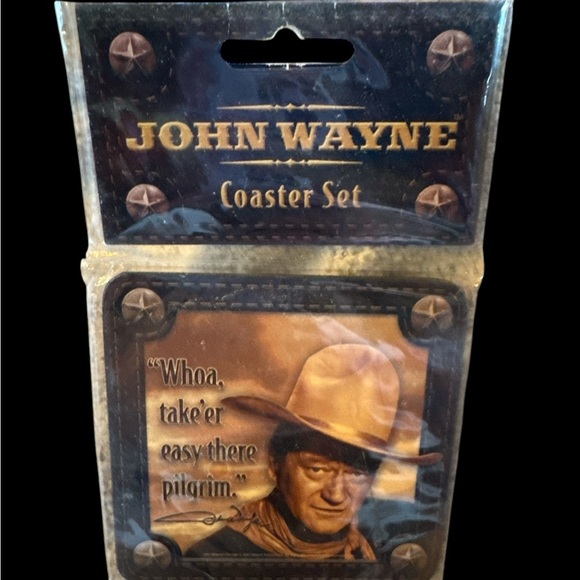 JOHN WAYNE
Coaster Set
“Whoa,
take’er
easy there
pilgrim.”